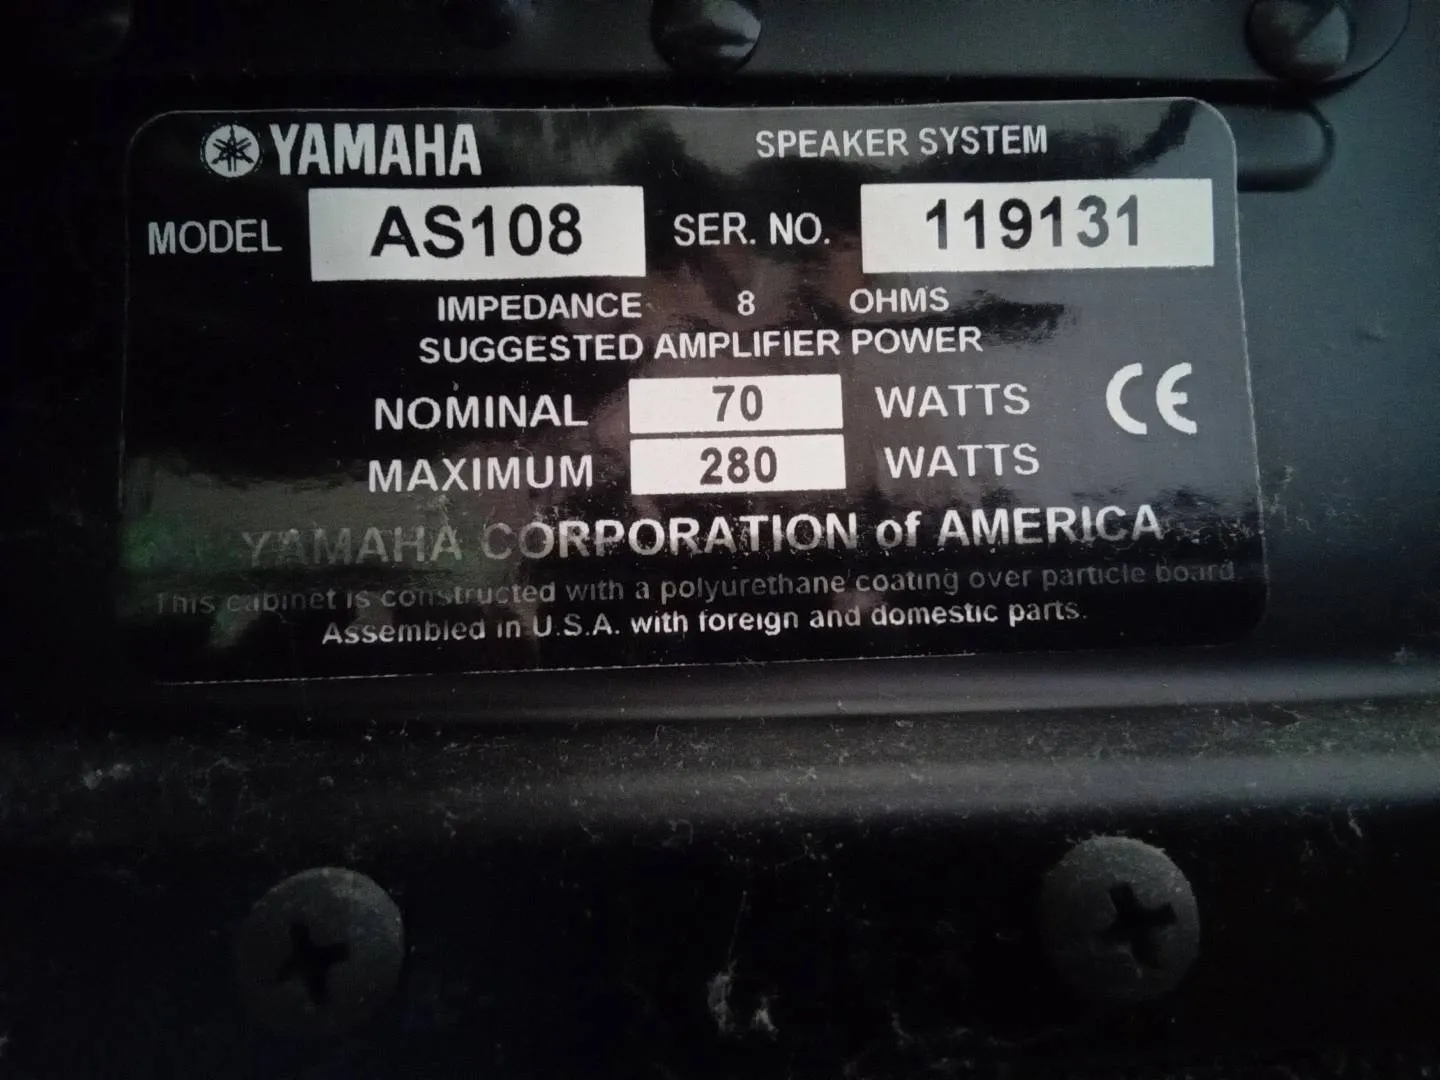 YAMAHA SPEAKER SYSTEM
MODEL AS108 SER. NO. 119131
IMPEDANCE 8 OHMS
SUGGESTED AMPLIFIER POWER
NOMINAL 70 WATTS CE
MAXIMUM 280 WATTS
YAMAHA CORPORATION of AMERICA
This cabinet is constructed with a polyurethane coating over particle board
Assembled in U.S.A. with foreign and domestic parts.